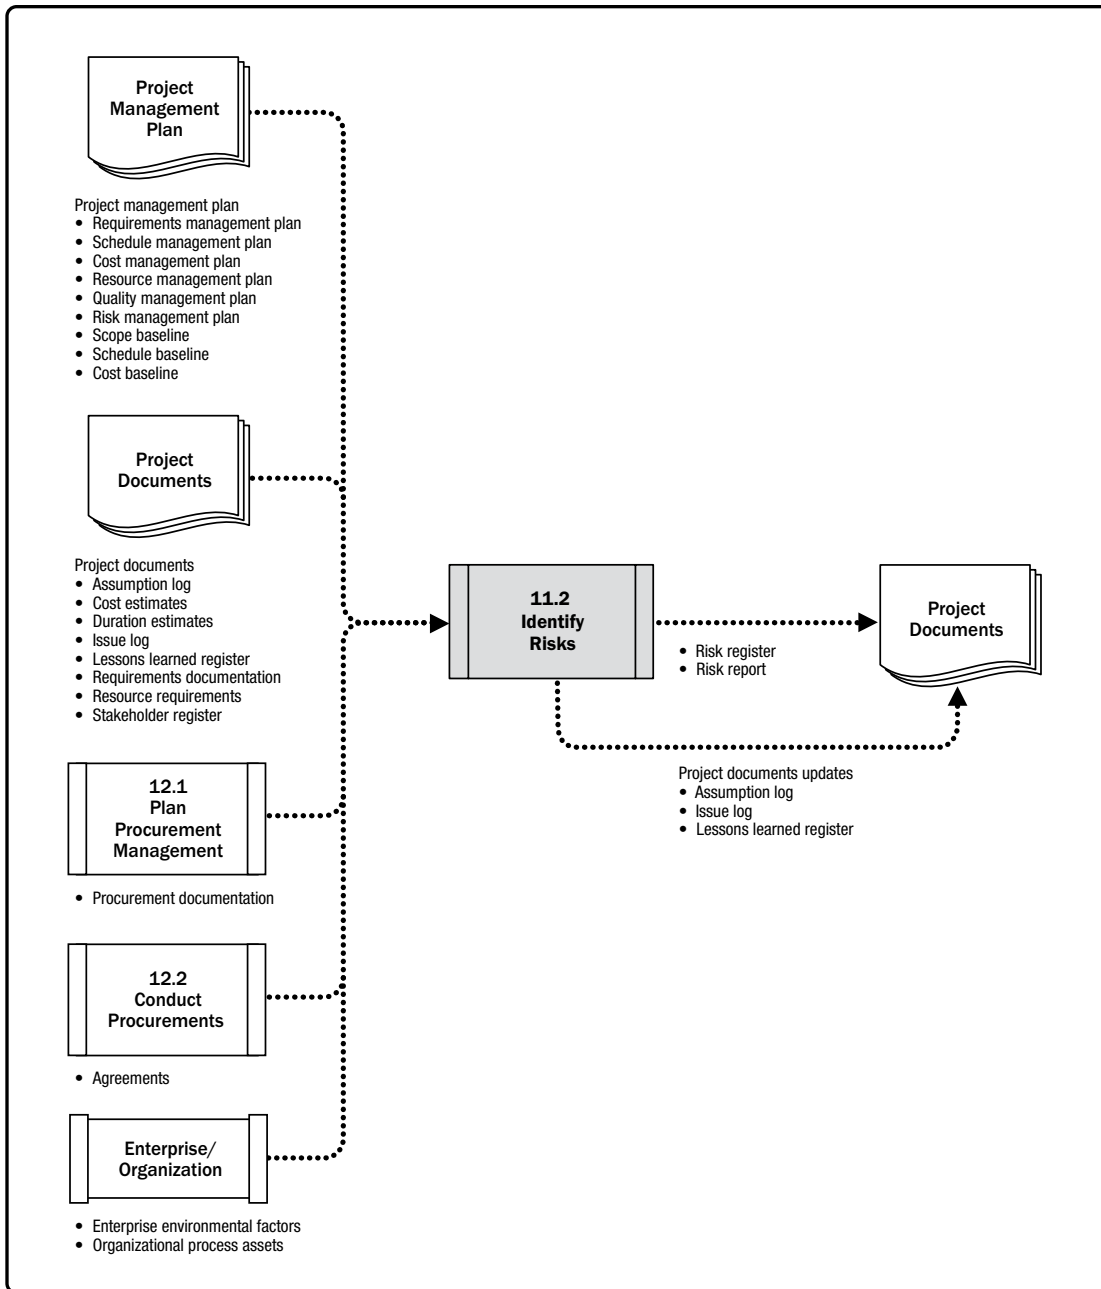 Project
Management
Plan
Project management plan
• Requirements management plan
• Schedule management plan
• Cost management plan
• Resource management plan
• Quality management plan
• Risk management plan
• Scope baseline
• Schedule baseline
• Cost baseline
Project
Documents
Project documents
• Assumption log
• Cost estimates
• Duration estimates
• Issue log
• Lessons learned register
• Requirements documentation
• Resource requirements
• Stakeholder register
12.1
Plan
Procurement
Management
• Procurement documentation
12.2
Conduct
Procurements
• Agreements
Enterprise/
Organization
• Enterprise environmental factors
• Organizational process assets
11.2
Identify
Risks
• Risk register
• Risk report
Project
Documents
Project documents updates
• Assumption log
• Issue log
• Lessons learned register